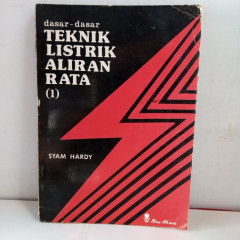 dasar-dasar
TEKNIK
LISTRIK
ALIRAN
RATA
(1)
SYAM HARDY